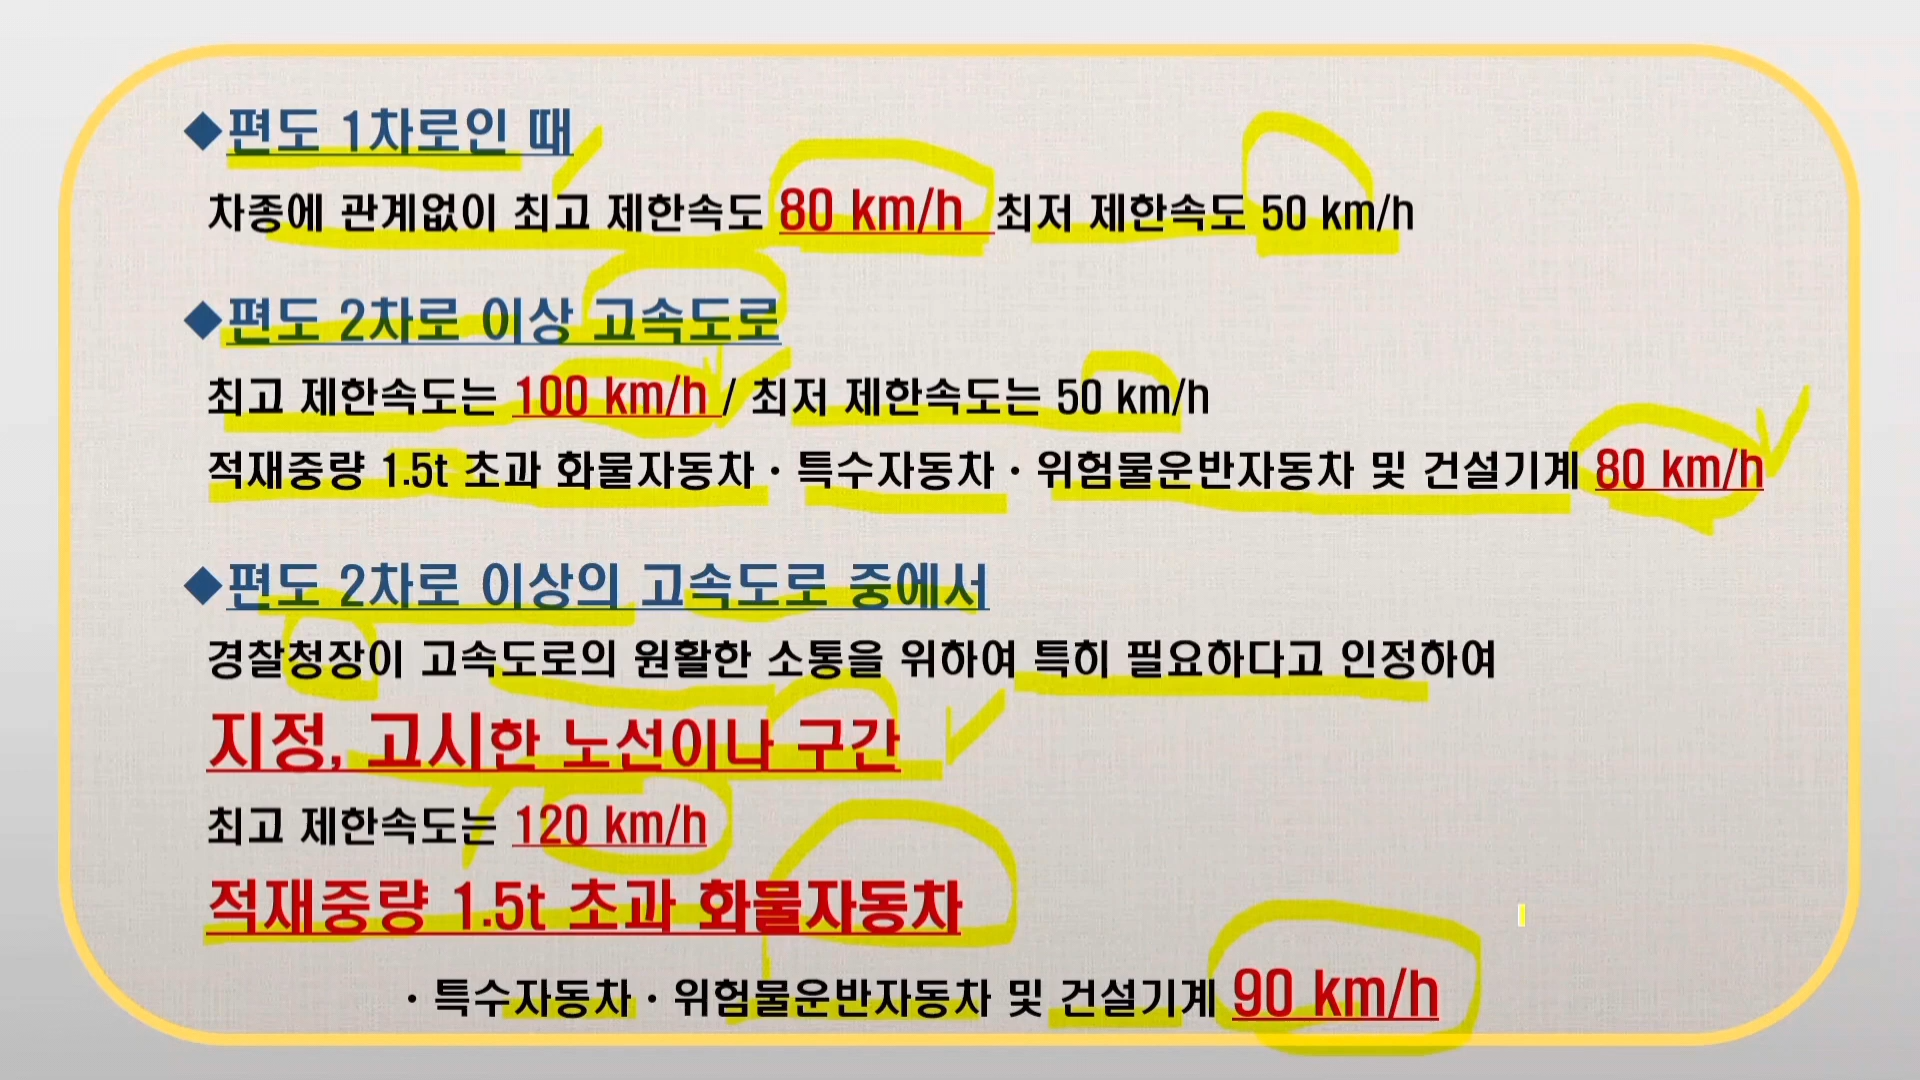 ◆편도 1차로인 때
차종에 관계없이 최고 제한속도 80 km/h 최저 제한속도 50 km/h
◆편도 2차로 이상 고속도로
최고 제한속도는 100 km/h / 최저 제한속도는 50 km/h
적재중량 1.5t 초과 화물자동차 · 특수자동차 · 위험물운반자동차 및 건설기계 80 km/h
◆편도 2차로 이상의 고속도로 중에서
경찰청장이 고속도로의 원활한 소통을 위하여 특히 필요하다고 인정하여
지정, 고시한 노선이나 구간
최고 제한속도는 120 km/h
적재중량 1.5t 초과 화물자동차
· 특수자동차 · 위험물운반자동차 및 건설기계 90 km/h